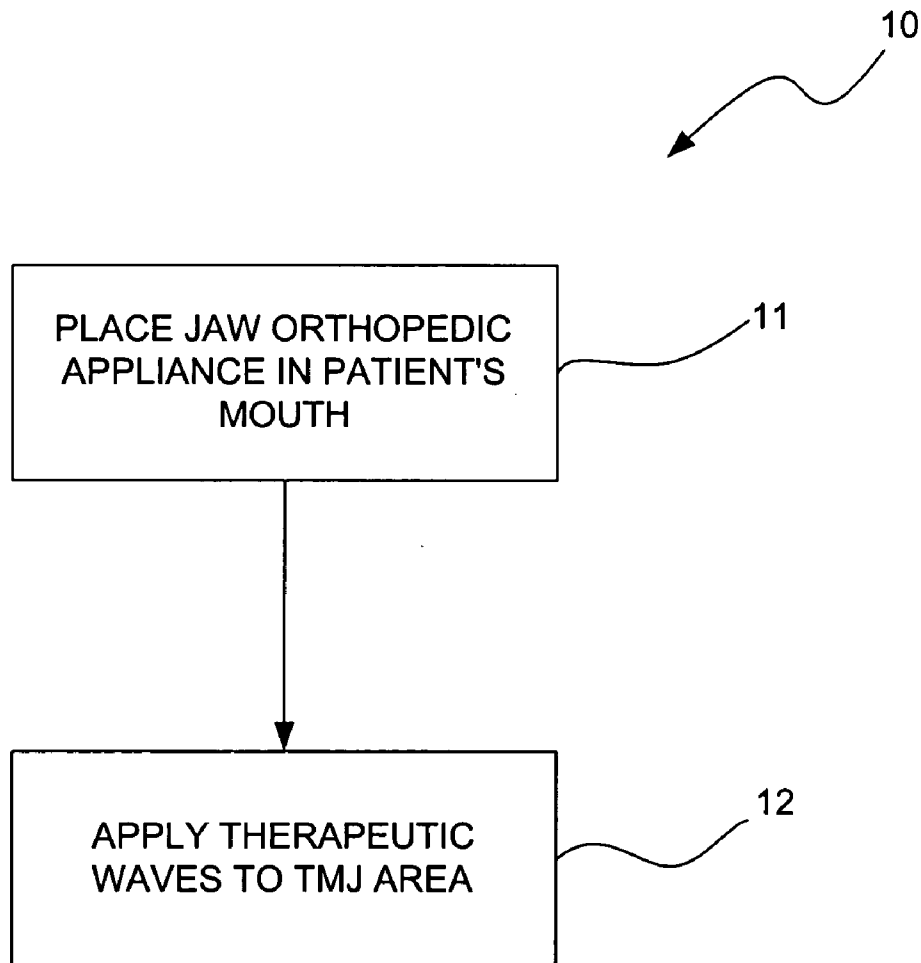 10
PLACE JAW ORTHOPEDIC
APPLIANCE IN PATIENT'S
MOUTH
11
APPLY THERAPEUTIC
WAVES TO TMJ AREA
12